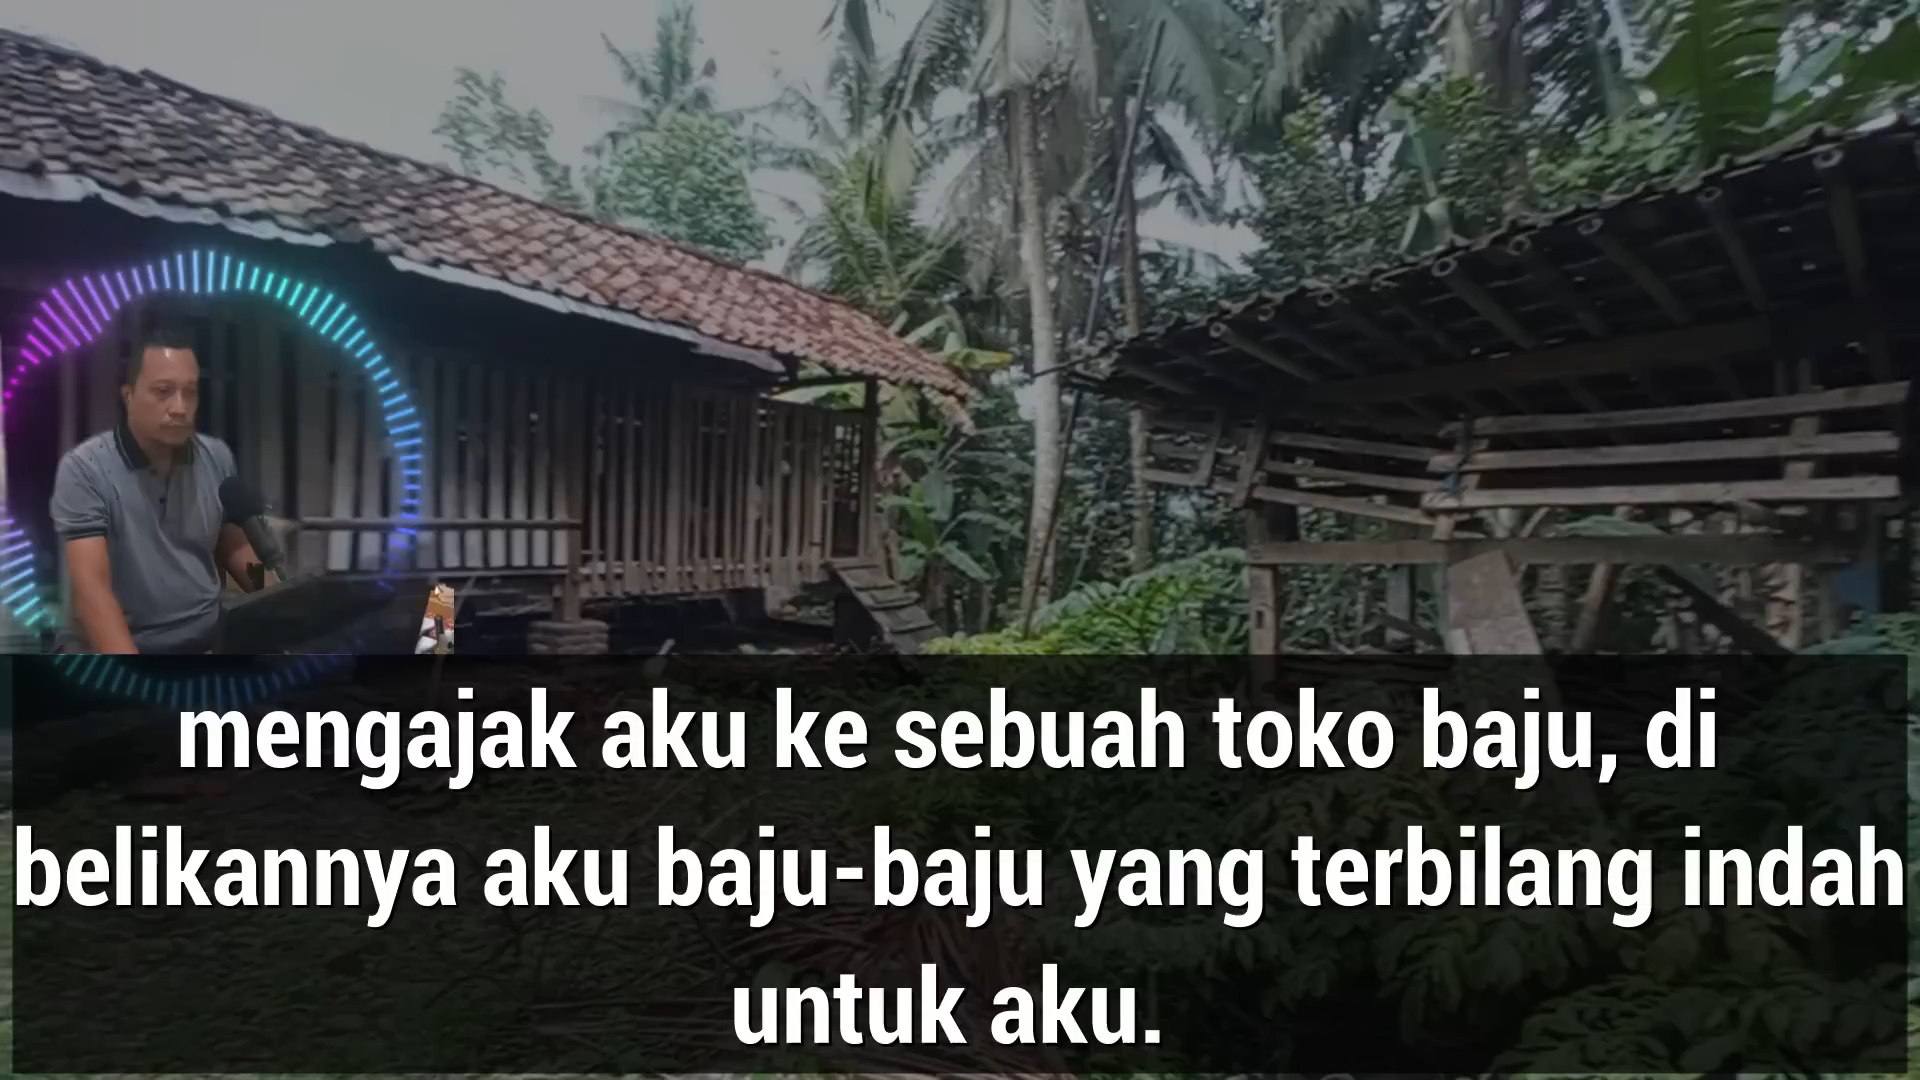 mengajak aku ke sebuah toko baju, di
belikannya aku baju-baju yang terbilang indah
untuk aku.